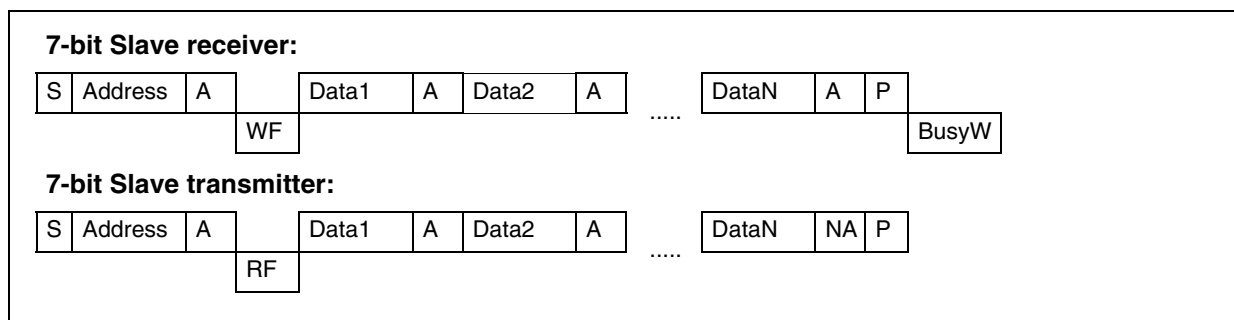 7-bit Slave receiver:
S Address A Data1 A Data2 A ..... DataN A P
WF BusyW
7-bit Slave transmitter:
S Address A Data1 A Data2 A ..... DataN NA P
RF